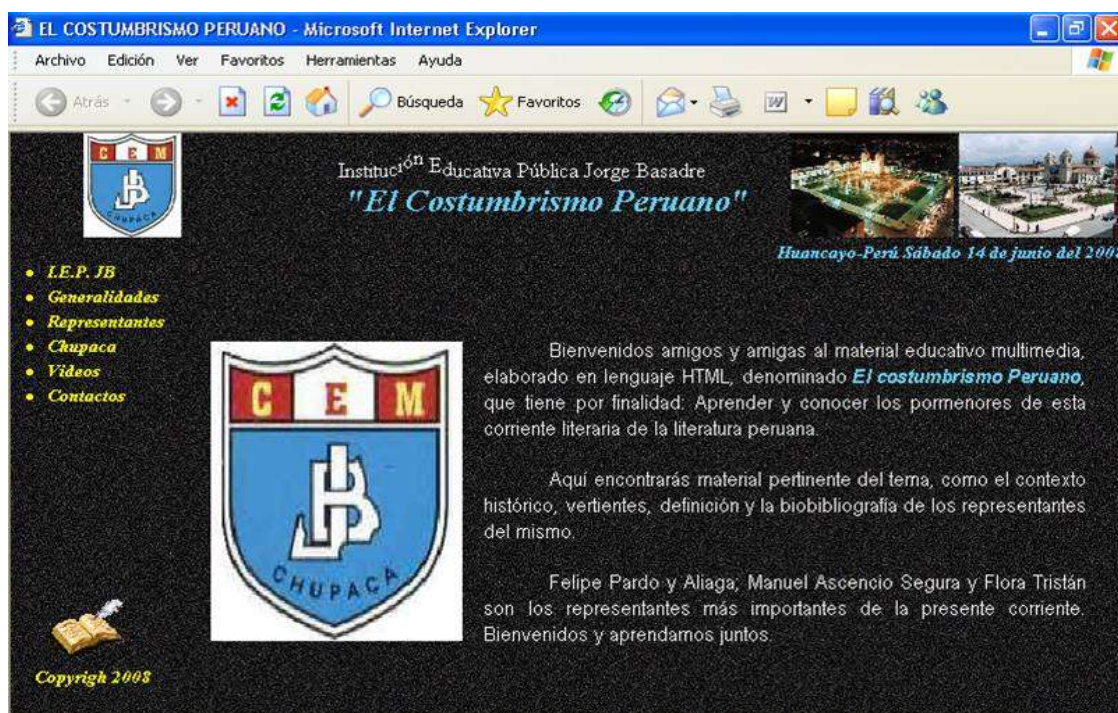 EL COSTUMBRISMO PERUANO - Microsoft Internet Explorer
Archivo Edición Ver Favoritos Herramientas Ayuda
Atrás Búsqueda Favoritos
C E M
JB
CHUPACA
Institución Educativa Pública Jorge Basadre
"El Costumbrismo Peruano"
Huancayo-Perú Sábado 14 de junio del 2008
I.E.P. JB
Generalidades
Representantes
Chupaca
Videos
Contactos
C E M
JB
CHUPACA
Bienvenidos amigos y amigas al material educativo multimedia,
elaborado en lenguaje HTML, denominado El costumbrismo Peruano,
que tiene por finalidad: Aprender y conocer los pormenores de esta
corriente literaria de la literatura peruana.
Aquí encontrarás material pertinente del tema, como el contexto
histórico, vertientes, definición y la biobibliografía de los representantes
del mismo.
Felipe Pardo y Aliaga; Manuel Ascencio Segura y Flora Tristán
son los representantes más importantes de la presente corriente.
Bienvenidos y aprendamos juntos.
Copyrigh 2008